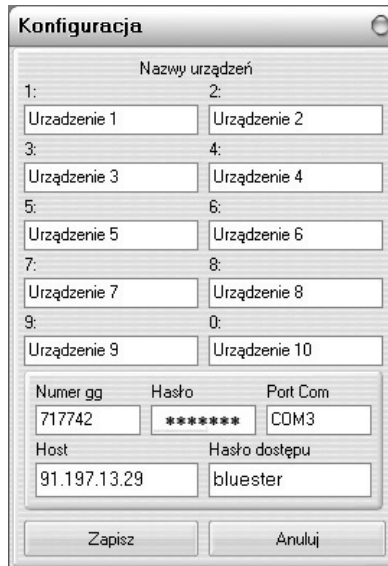 Konfiguracja
Nazwy urządzeń
1: 2:
Urzadzenie 1 Urządzenie 2
3: 4:
Urządzenie 3 Urządzenie 4
5: 6:
Urządzenie 5 Urządzenie 6
7: 8:
Urządzenie 7 Urządzenie 8
9: 0:
Urządzenie 9 Urządzenie 10
Numer gg Hasło Port Com
717742 ******* COM3
Host Hasło dostępu
91.197.13.29 bluester
Zapisz Anuluj